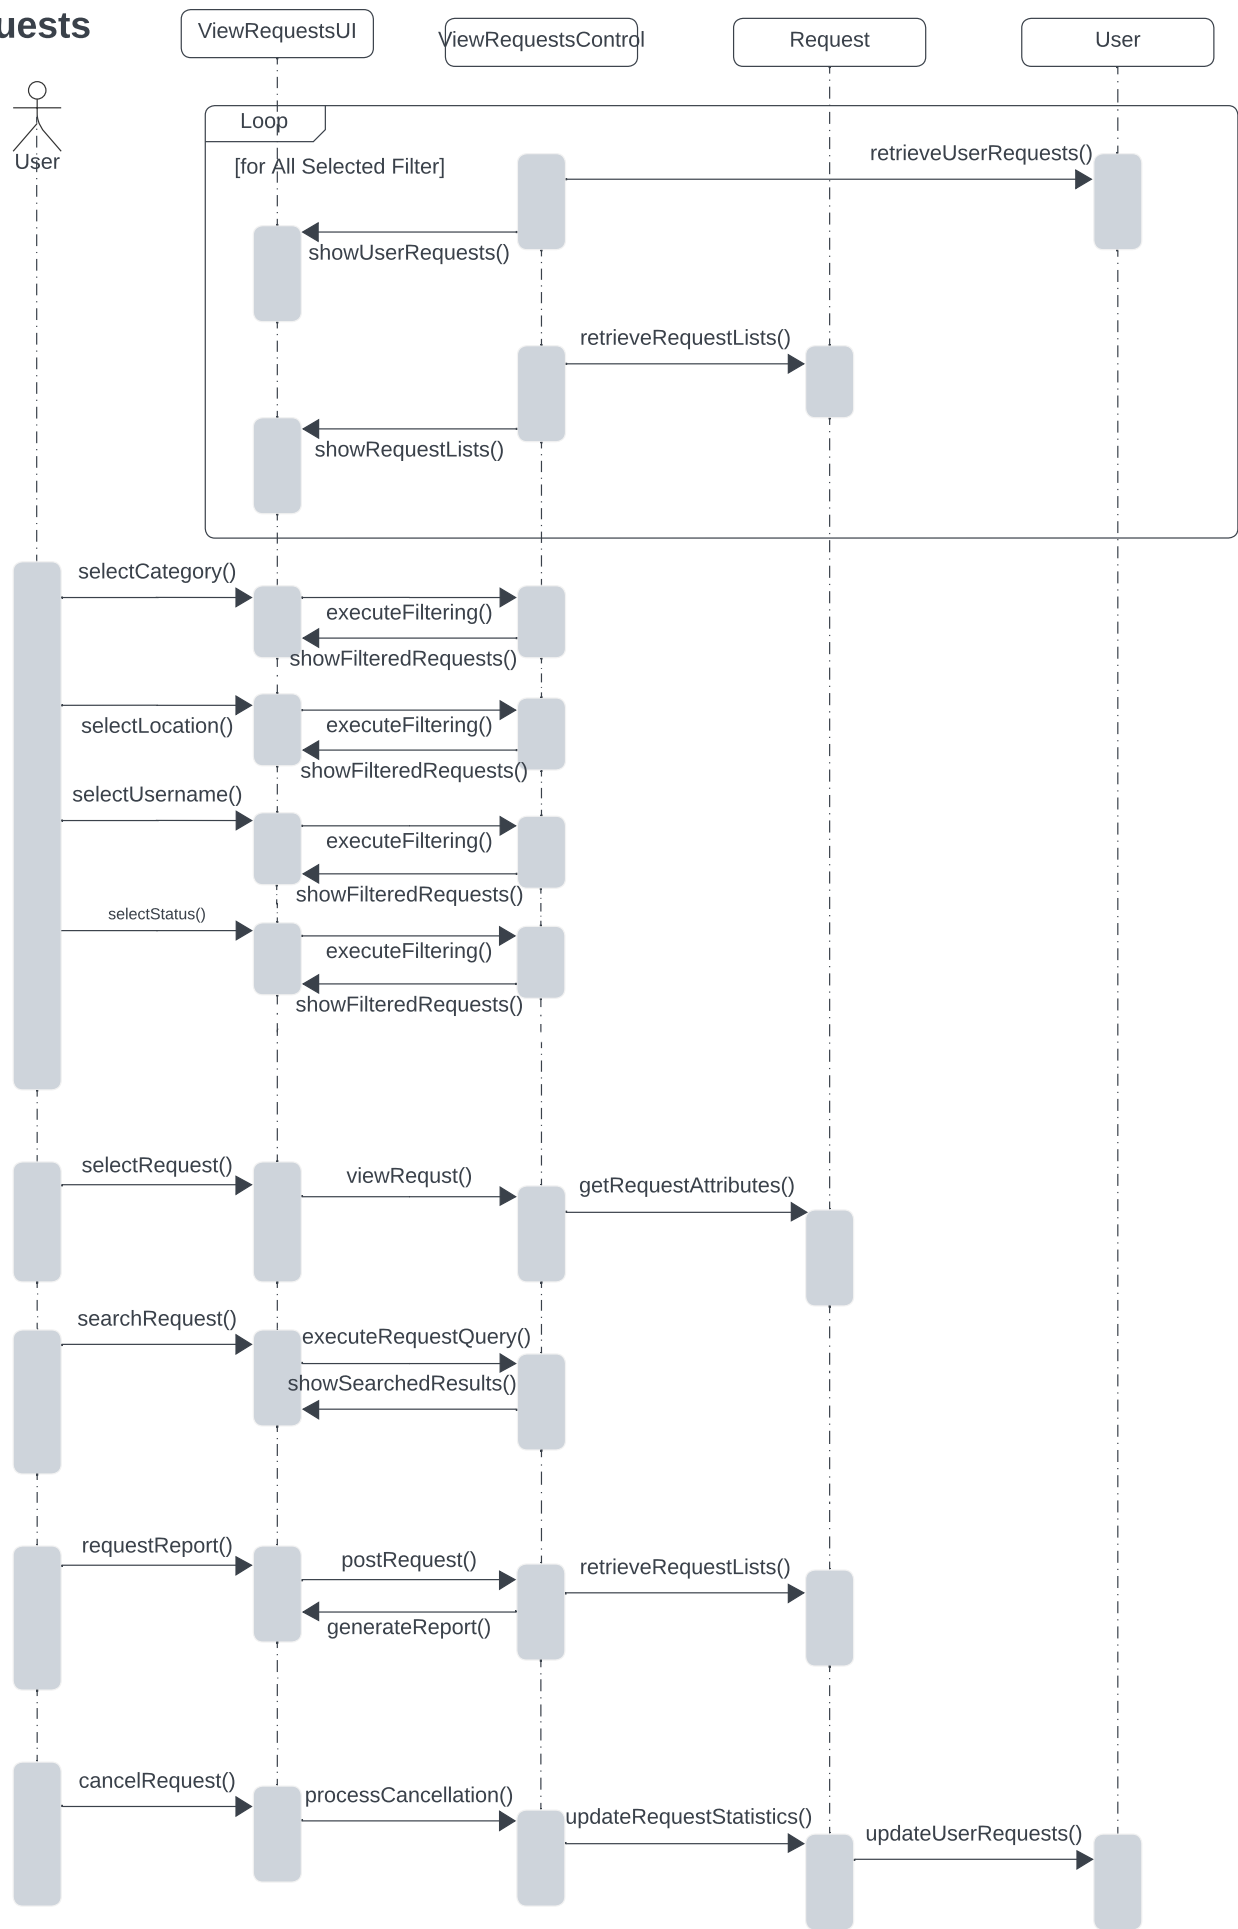 uests
ViewRequestsUI
ViewRequestsControl
Request
User
User
Loop
[for All Selected Filter]
retrieveUserRequests()
showUserRequests()
retrieveRequestLists()
showRequestLists()
selectCategory()
executeFiltering()
showFilteredRequests()
selectLocation()
executeFiltering()
showFilteredRequests()
selectUsername()
executeFiltering()
showFilteredRequests()
selectStatus()
executeFiltering()
showFilteredRequests()
selectRequest()
viewRequst()
getRequestAttributes()
searchRequest()
executeRequestQuery()
showSearchedResults()
requestReport()
postRequest()
retrieveRequestLists()
generateReport()
cancelRequest()
processCancellation()
updateRequestStatistics()
updateUserRequests()